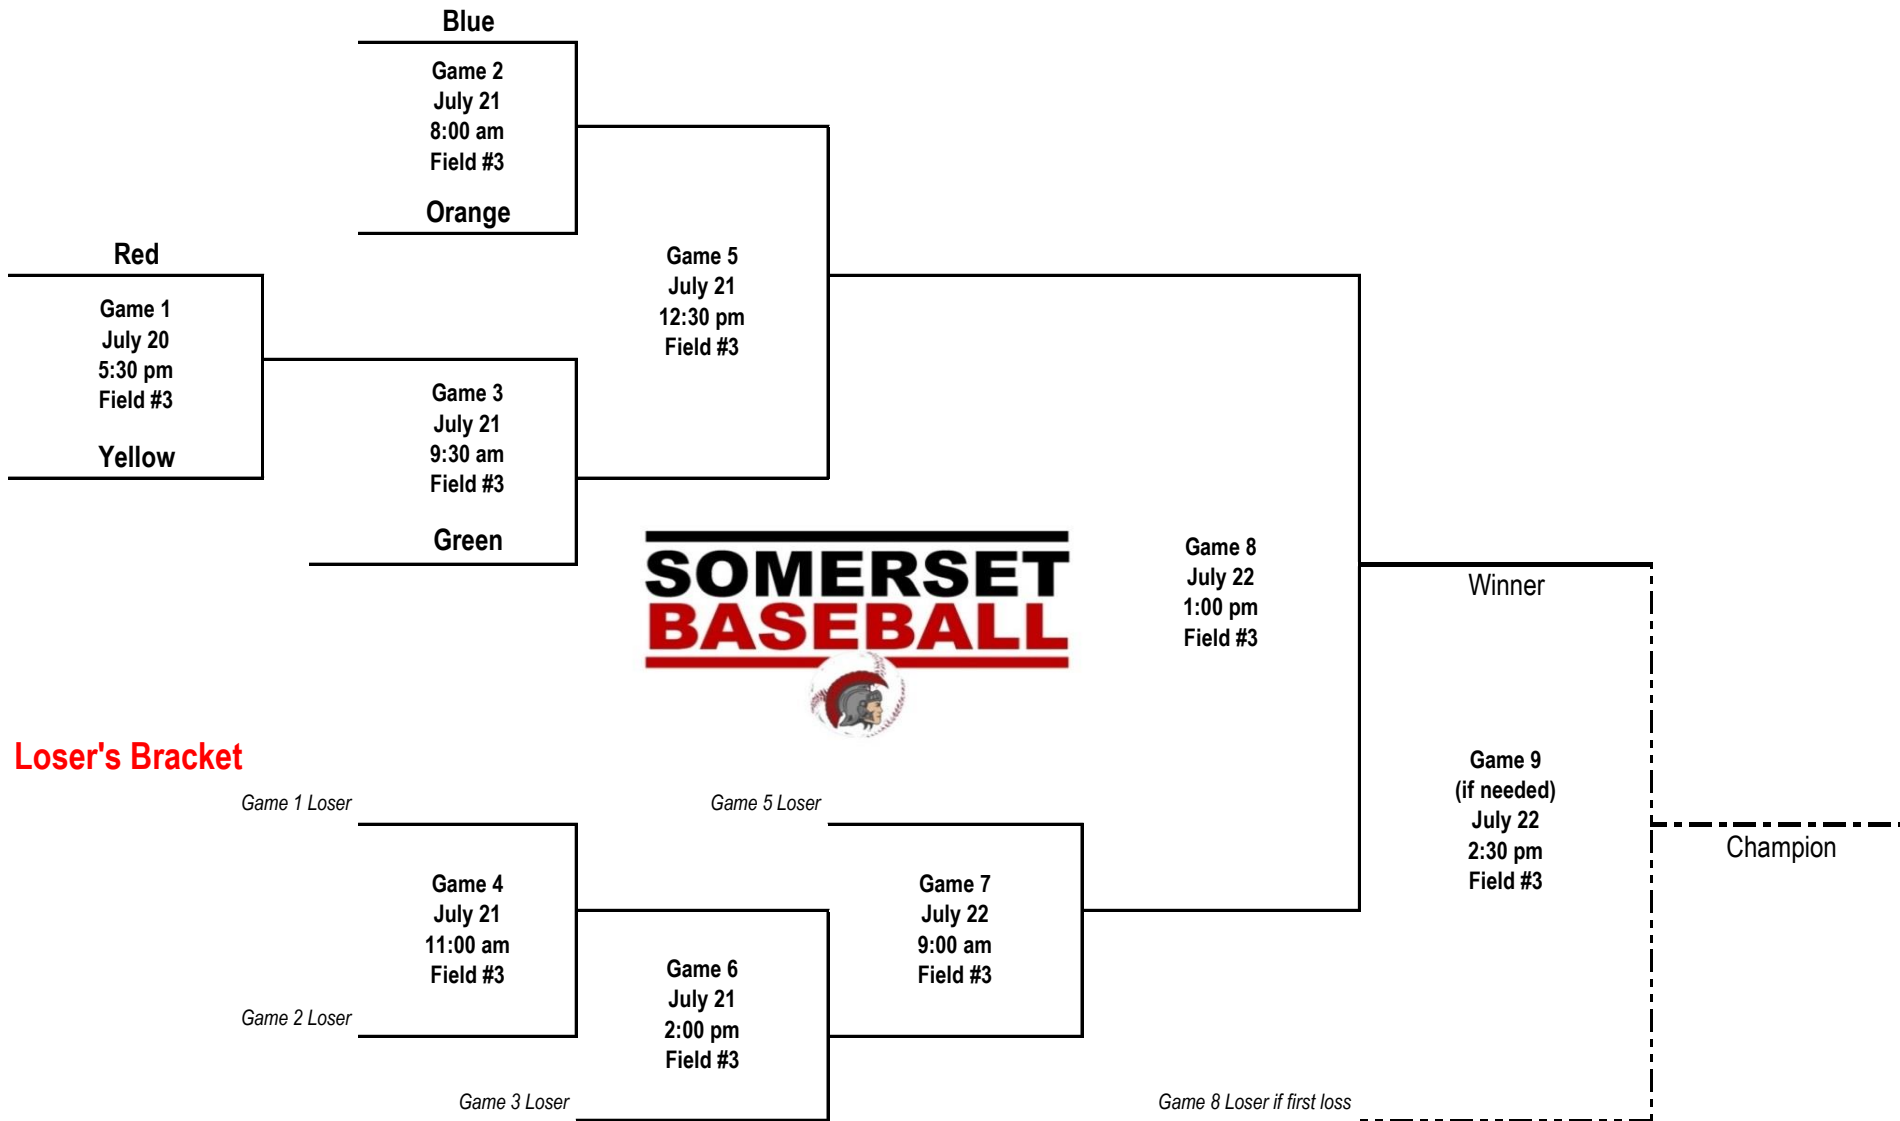 Blue
Game 2
July 21
8:00 am
Field #3
Orange
Red
Game 1
July 20
5:30 pm
Field #3
Yellow
Game 3
July 21
9:30 am
Field #3
Green
Game 5
July 21
12:30 pm
Field #3
SOMERSET
BASEBALL
Game 8
July 22
1:00 pm
Field #3
Winner
Loser's Bracket
Game 1 Loser
Game 4
July 21
11:00 am
Field #3
Game 2 Loser
Game 6
July 21
2:00 pm
Field #3
Game 3 Loser
Game 5 Loser
Game 7
July 22
9:00 am
Field #3
Game 9
(if needed)
July 22
2:30 pm
Field #3
Game 8 Loser if first loss
Champion